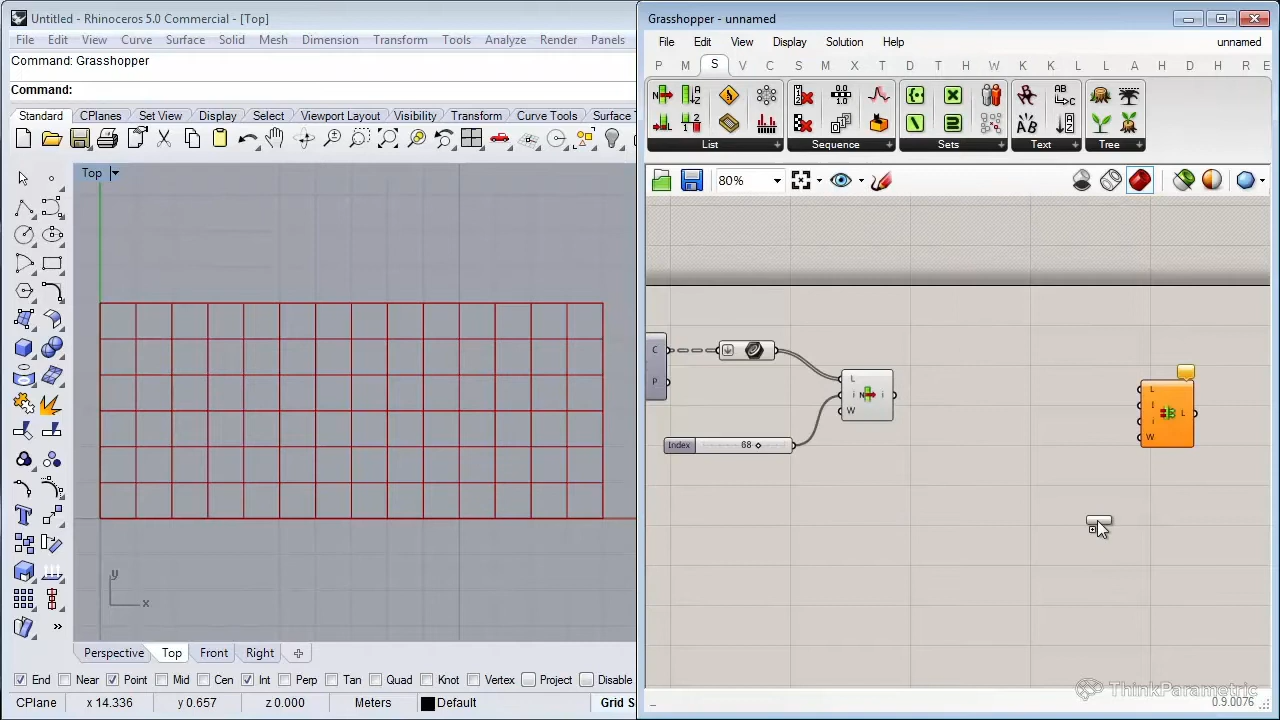 Untitled - Rhinoceros 5.0 Commercial - [Top]
File Edit View Curve Surface Solid Mesh Dimension Transform Tools Analyze Render Panels
Command: Grasshopper
Command:
Standard CPlanes Set View Display Select Viewport Layout Visibility Transform Curve Tools Surface
Top
y
x
Perspective Top Front Right
End Near Point Mid Cen Int Perp Tan Quad Knot Vertex Project Disable
CPlane x 14.336 y 0.657 z 0.000 Meters Default Grid S
Grasshopper - unnamed
File Edit View Display Solution Help unnamed
P M S V C S M X T D T H W K K L L A H D H R E
List Sequence Sets Text Tree
80%
C
P
L
i N i
W
Index 68
L
I
i L
W
ThinkParametric
0.9.0076